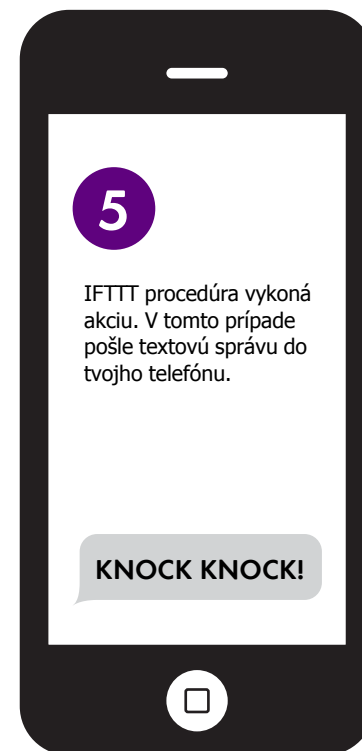 5
IFTTT procedúra vykoná
akciu. V tomto prípade
pošle textovú správu do
tvojho telefónu.
KNOCK KNOCK!